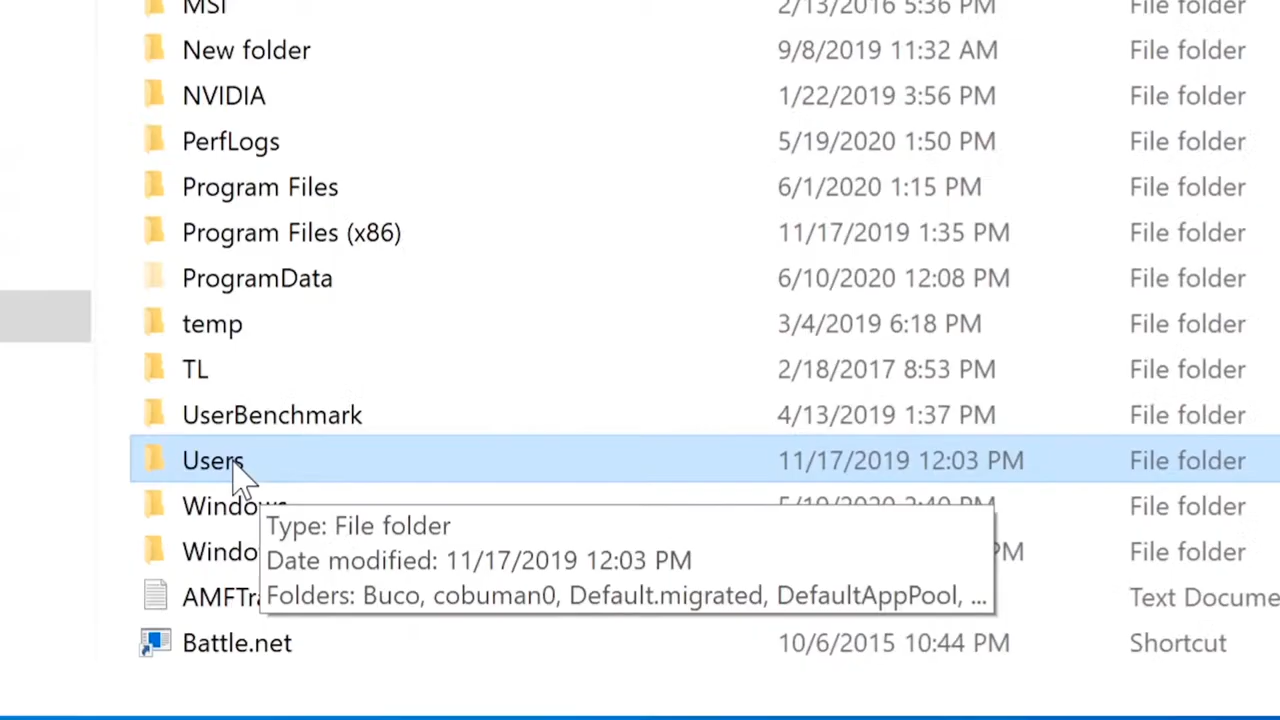 MSI 2/13/2016 5:36 PM File folder
New folder 9/8/2019 11:32 AM File folder
NVIDIA 1/22/2019 3:56 PM File folder
PerfLogs 5/19/2020 1:50 PM File folder
Program Files 6/1/2020 1:15 PM File folder
Program Files (x86) 11/17/2019 1:35 PM File folder
ProgramData 6/10/2020 12:08 PM File folder
temp 3/4/2019 6:18 PM File folder
TL 2/18/2017 8:53 PM File folder
UserBenchmark 4/13/2019 1:37 PM File folder
Users 11/17/2019 12:03 PM File folder
Windows 5/19/2020 2:40 PM File folder
Type: File folder
Date modified: 11/17/2019 12:03 PM
Windo PM File folder
Folders: Buco, cobuman0, Default.migrated, DefaultAppPool, ...
AMFTra Text Docume
Battle.net 10/6/2015 10:44 PM Shortcut